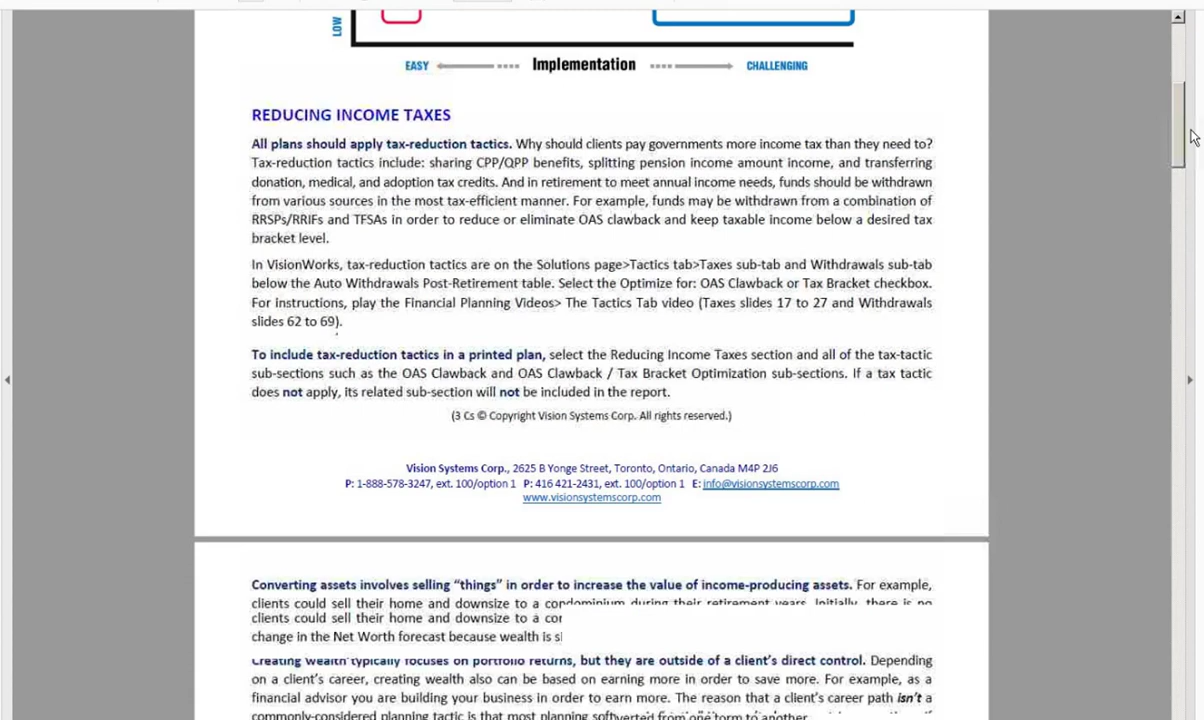 LOW
EASY Implementation CHALLENGING
REDUCING INCOME TAXES
All plans should apply tax-reduction tactics. Why should clients pay governments more income tax than they need to?
Tax-reduction tactics include: sharing CPP/QPP benefits, splitting pension income amount income, and transferring
donation, medical, and adoption tax credits. And in retirement to meet annual income needs, funds should be withdrawn
from various sources in the most tax-efficient manner. For example, funds may be withdrawn from a combination of
RRSPs/RRIFs and TFSAs in order to reduce or eliminate OAS clawback and keep taxable income below a desired tax
bracket level.
In VisionWorks, tax-reduction tactics are on the Solutions page>Tactics tab>Taxes sub-tab and Withdrawals sub-tab
below the Auto Withdrawals Post-Retirement table. Select the Optimize for: OAS Clawback or Tax Bracket checkbox.
For instructions, play the Financial Planning Videos> The Tactics Tab video (Taxes slides 17 to 27 and Withdrawals
slides 62 to 69).
To include tax-reduction tactics in a printed plan, select the Reducing Income Taxes section and all of the tax-tactic
sub-sections such as the OAS Clawback and OAS Clawback / Tax Bracket Optimization sub-sections. If a tax tactic
does not apply, its related sub-section will not be included in the report.
(3 Cs © Copyright Vision Systems Corp. All rights reserved.)
Vision Systems Corp., 2625 B Yonge Street, Toronto, Ontario, Canada M4P 2J6
P: 1-888-578-3247, ext. 100/option 1 P: 416 421-2431, ext. 100/option 1 E: info@visionsystemscorp.com
www.visionsystemscorp.com
Converting assets involves selling “things” in order to increase the value of income-producing assets. For example,
clients could sell their home and downsize to a condominium during their retirement years. Initially, there is no
clients could sell their home and downsize to a cor
change in the Net Worth forecast because wealth is
Creating wealth typically focuses on portfolio returns, but they are outside of a client’s direct control. Depending
on a client’s career, creating wealth also can be based on earning more in order to save more. For example, as a
financial advisor you are building your business in order to earn more. The reason that a client’s career path isn’t a
commonly-considered planning tactic is that most planning verted from one form to another